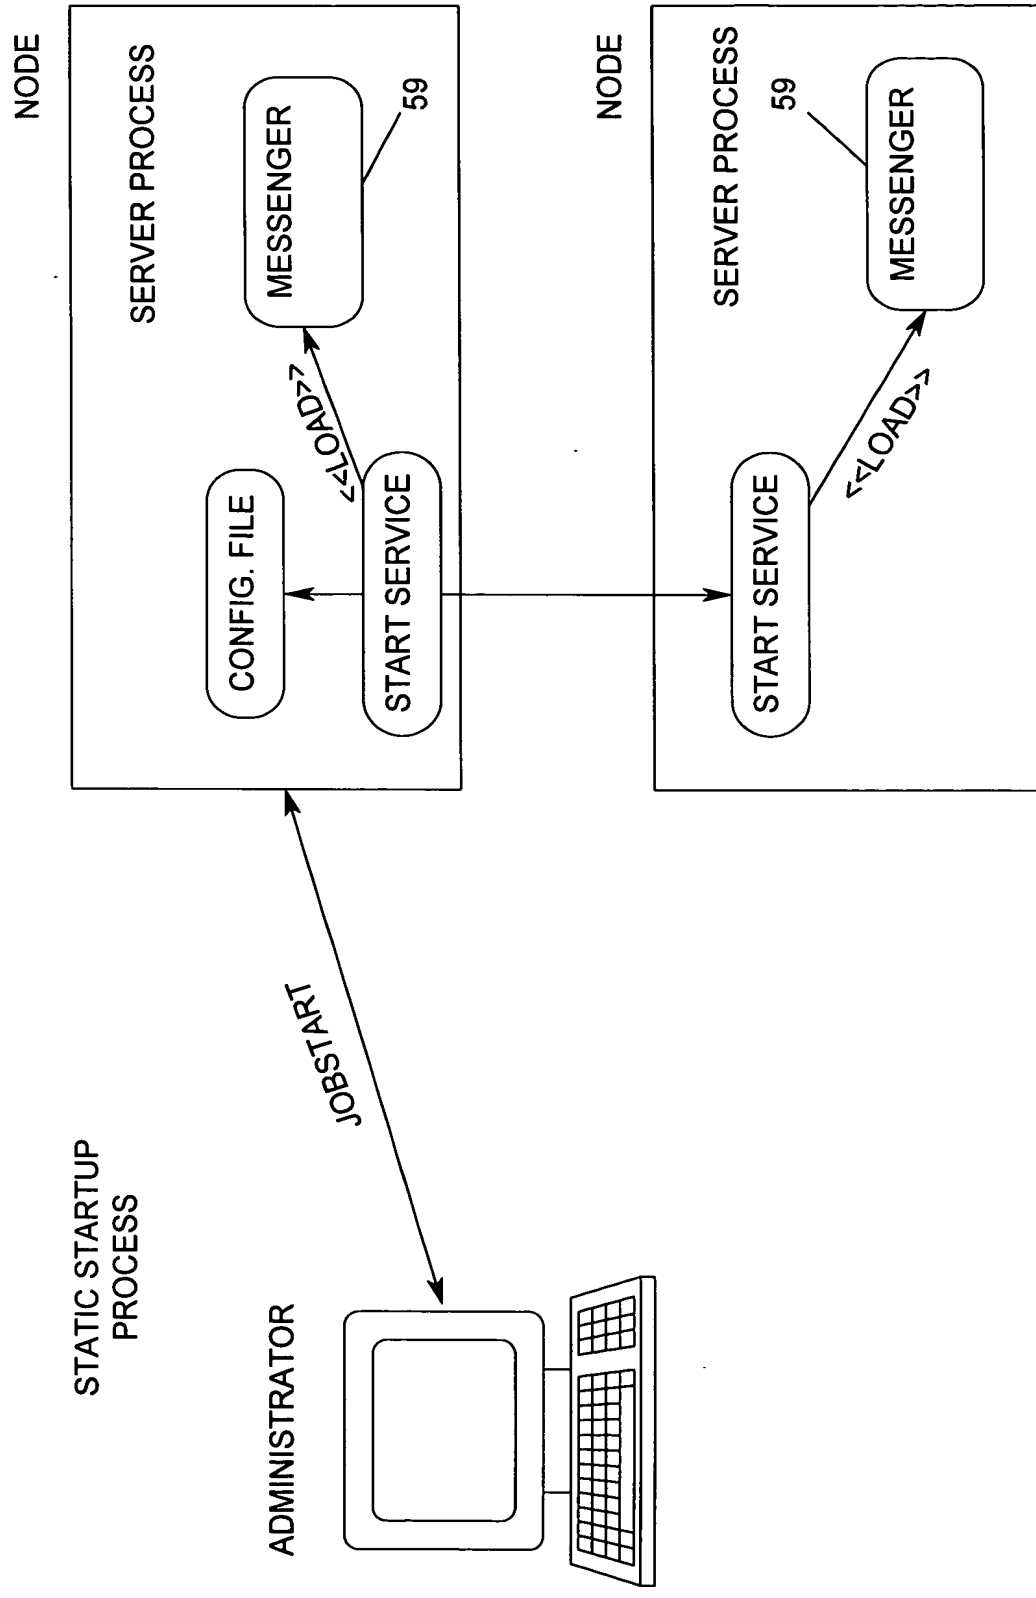 STATIC STARTUP
PROCESS
ADMINISTRATOR
JOBSTART
NODE
SERVER PROCESS
CONFIG. FILE
<<LOAD>>
START SERVICE
MESSENGER
59
NODE
SERVER PROCESS
59
START SERVICE
<<LOAD>>
MESSENGER